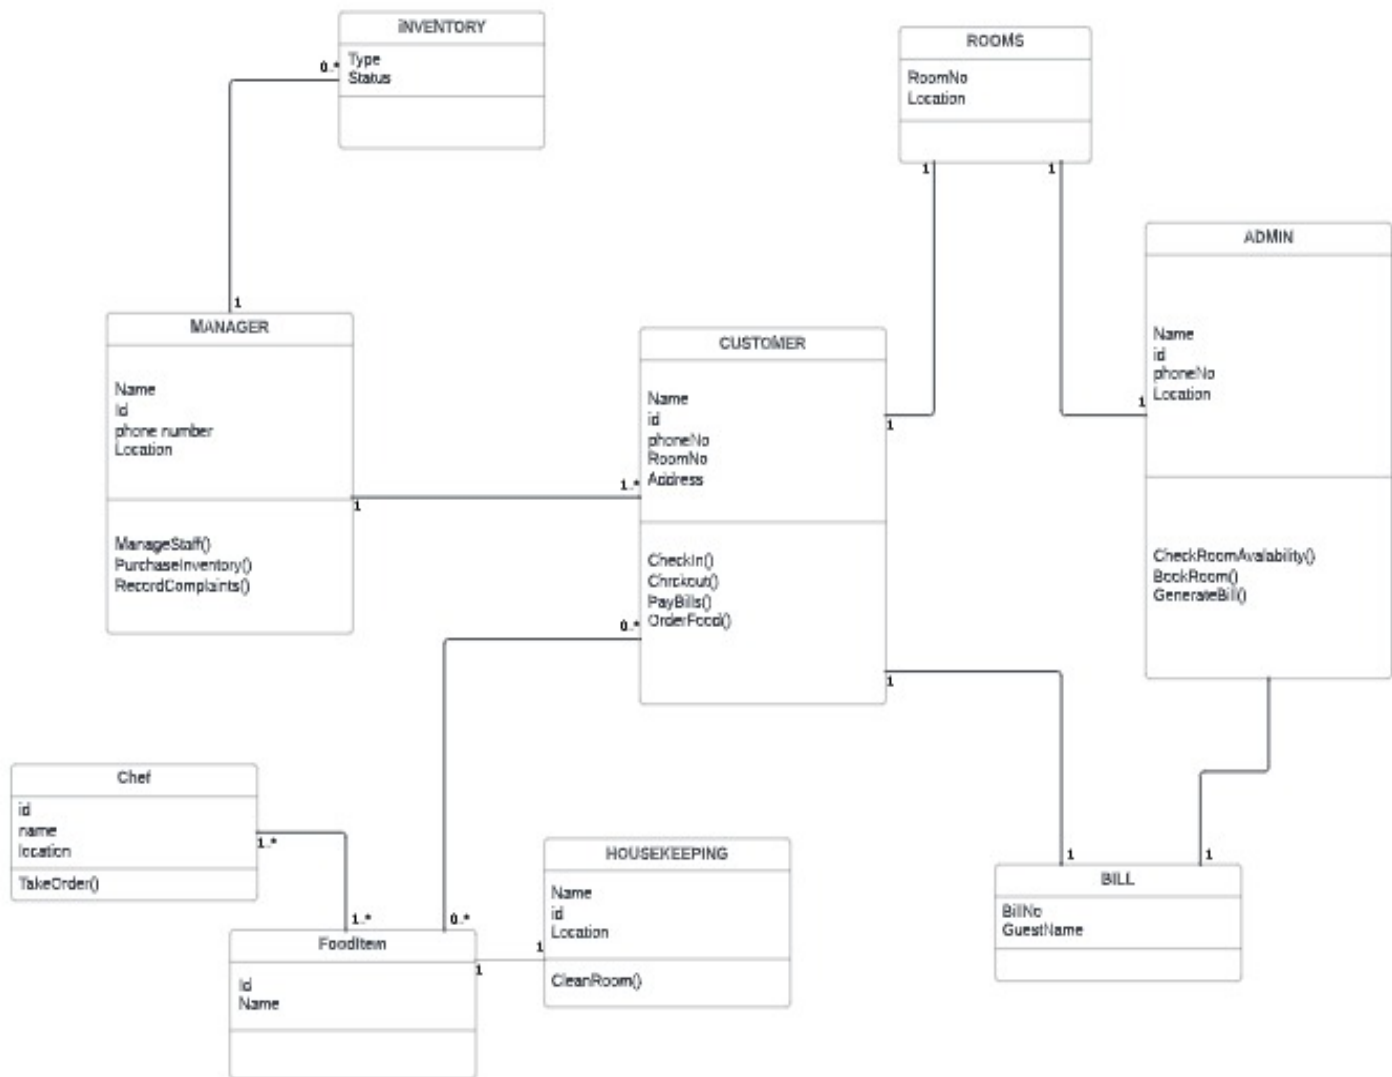 iNVENTORY
Type
Status
0..*
1
ROOMS
RoomNo
Location
1
1
ADMIN
Name
id
phoneNo
Location
1
CheckRoomAvalability()
BookRoom()
GenerateBill()
MANAGER
Name
Id
phone number
Location
1
ManageStaff()
PurchaseInventory()
RecordComplaints()
CUSTOMER
Name
id
phoneNo
RoomNo
Address
1
1..*
CheckIn()
Chrckout()
PayBills()
OrderFood()
0..*
1
Chef
id
name
location
TakeOrder()
1..*
1..*
0..*
FoodItem
Id
Name
1
HOUSEKEEPING
Name
id
Location
1
CleanRoom()
1
1
BILL
BillNo
GuestName